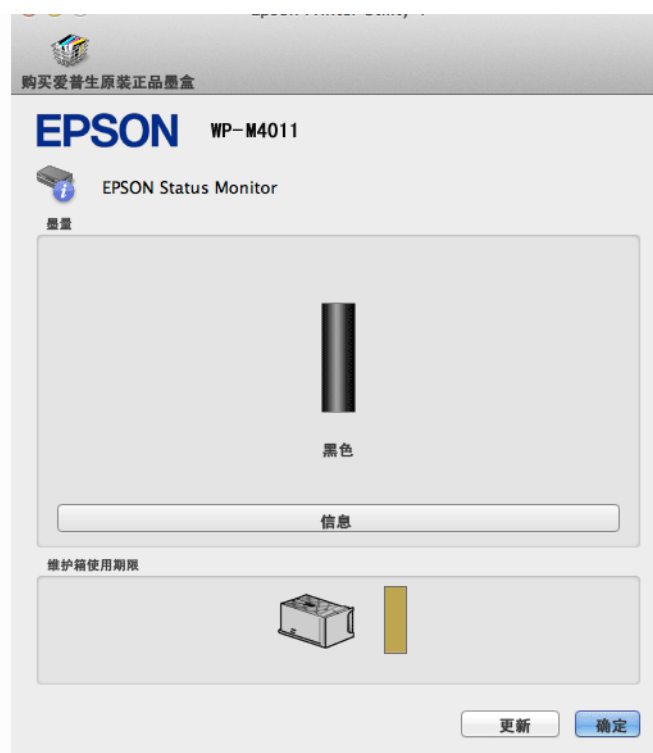 购买爱普生原装正品墨盒
EPSON WP-M4011
EPSON Status Monitor
墨量
黑色
信息
维护箱使用期限
更新 确定